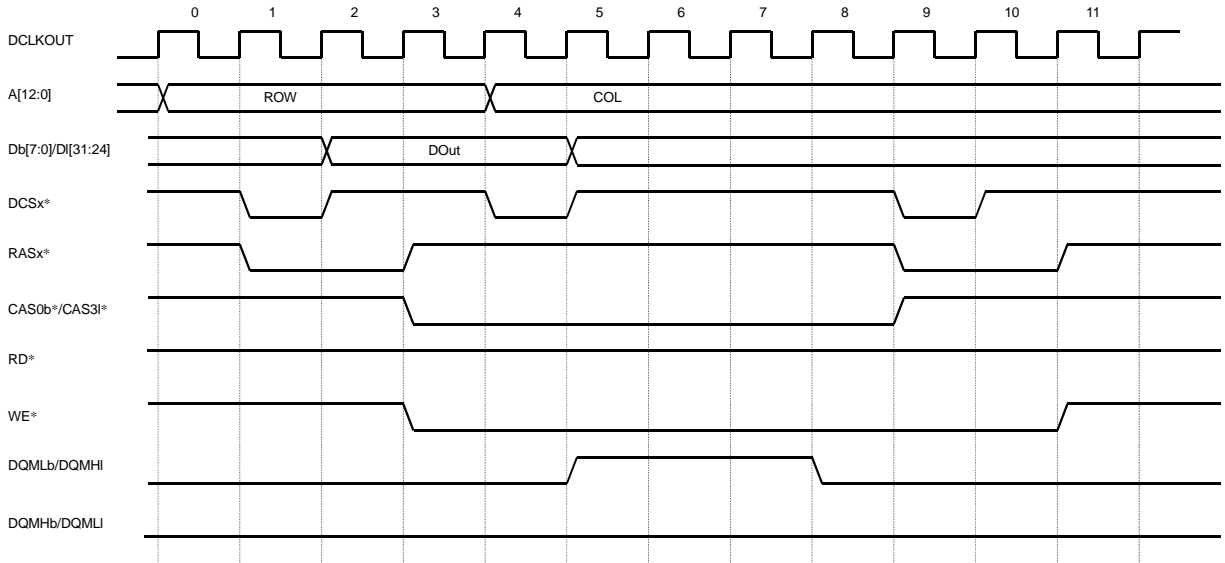 0 1 2 3 4 5 6 7 8 9 10 11
DCLKOUT
A[12:0] ROW COL
Db[7:0]/Dl[31:24] DOut
DCSx*
RASx*
CAS0b*/CAS3l*
RD*
WE*
DQMLb/DQMHl
DQMHb/DQMLl